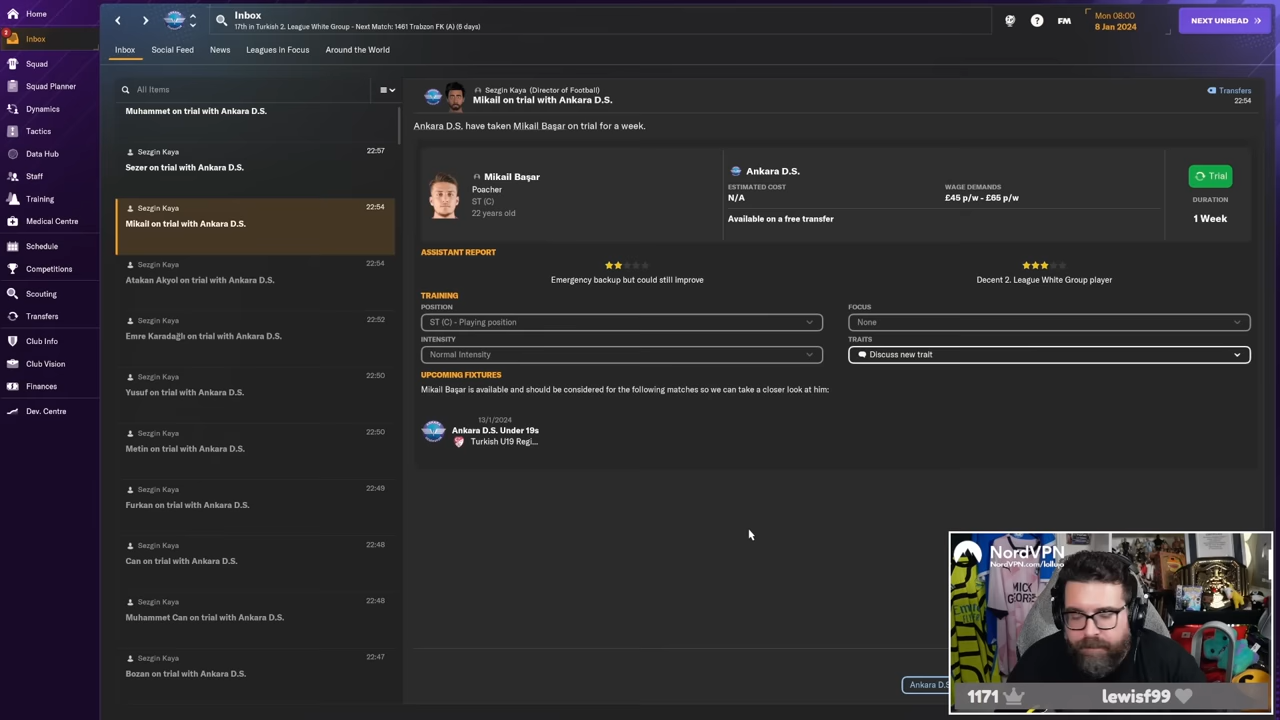 Home
Inbox
Squad
Squad Planner
Dynamics
Tactics
Data Hub
Staff
Training
Medical Centre
Schedule
Competitions
Scouting
Transfers
Club Info
Club Vision
Finances
Dev. Centre
Inbox
17th in Turkish 2. League White Group - Next Match: 1461 Trabzon FK (A) (6 days)
FM
Mon 08:00
8 Jan 2024
NEXT UNREAD
Inbox
Social Feed
News
Leagues in Focus
Around the World
All Items
Muhammet on trial with Ankara D.S.
Sezgin Kaya
22:57
Sezer on trial with Ankara D.S.
Sezgin Kaya
22:54
Mikail on trial with Ankara D.S.
Sezgin Kaya
22:54
Atakan Akyol on trial with Ankara D.S.
Sezgin Kaya
22:52
Emre Karadağlı on trial with Ankara D.S.
Sezgin Kaya
22:50
Yusuf on trial with Ankara D.S.
Sezgin Kaya
22:50
Metin on trial with Ankara D.S.
Sezgin Kaya
22:49
Furkan on trial with Ankara D.S.
Sezgin Kaya
22:48
Can on trial with Ankara D.S.
Sezgin Kaya
22:48
Muhammet Can on trial with Ankara D.S.
Sezgin Kaya
22:47
Bozan on trial with Ankara D.S.
Sezgin Kaya (Director of Football)
Mikail on trial with Ankara D.S.
Transfers
22:54
Ankara D.S. have taken Mikail Başar on trial for a week.
Mikail Başar
Poacher
ST (C)
22 years old
Ankara D.S.
ESTIMATED COST
N/A
WAGE DEMANDS
£45 p/w - £65 p/w
Available on a free transfer
Trial
DURATION
1 Week
ASSISTANT REPORT
Emergency backup but could still improve
Decent 2. League White Group player
TRAINING
POSITION
ST (C) - Playing position
FOCUS
None
INTENSITY
Normal Intensity
TRAITS
Discuss new trait
UPCOMING FIXTURES
Mikail Başar is available and should be considered for the following matches so we can take a closer look at him:
13/1/2024
Ankara D.S. Under 19s
Turkish U19 Regi...
Ankara D.S
NordVPN
NordVPN.com/lollujo
MICK
1171
lewisf99